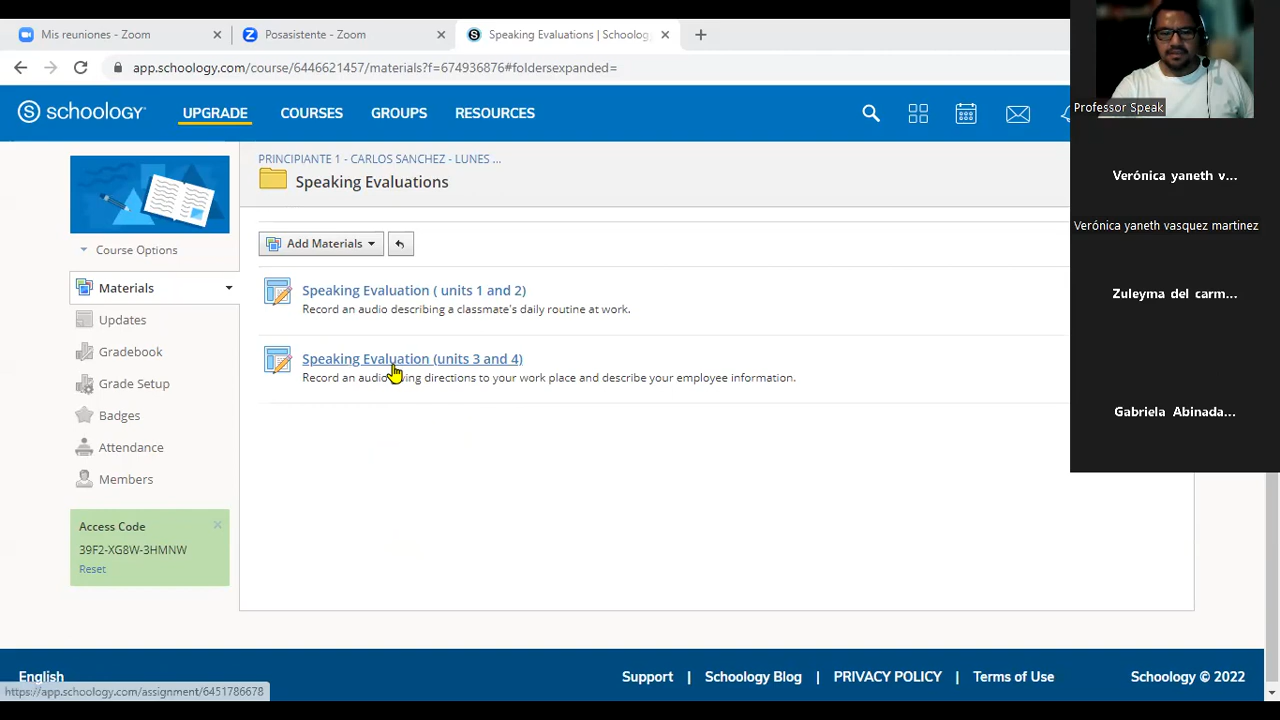 Mis reuniones - Zoom
Posasistente - Zoom
Speaking Evaluations | Schoolog
app.schoology.com/course/6446621457/materials?f=674936876#foldersexpanded=
S schoology
UPGRADE
COURSES
GROUPS
RESOURCES
Professor Speak
Verónica yaneth v...
Verónica yaneth vasquez martinez
Zuleyma del carm...
Gabriela Abinada...
Course Options
Materials
Updates
Gradebook
Grade Setup
Badges
Attendance
Members
Access Code
39F2-XG8W-3HMNW
Reset
PRINCIPIANTE 1 - CARLOS SANCHEZ - LUNES ...
Speaking Evaluations
Add Materials
Speaking Evaluation ( units 1 and 2)
Record an audio describing a classmate's daily routine at work.
Speaking Evaluation (units 3 and 4)
Record an audio ving directions to your work place and describe your employee information.
English
Support | Schoology Blog | PRIVACY POLICY | Terms of Use
Schoology © 2022
https://app.schoology.com/assignment/6451786678